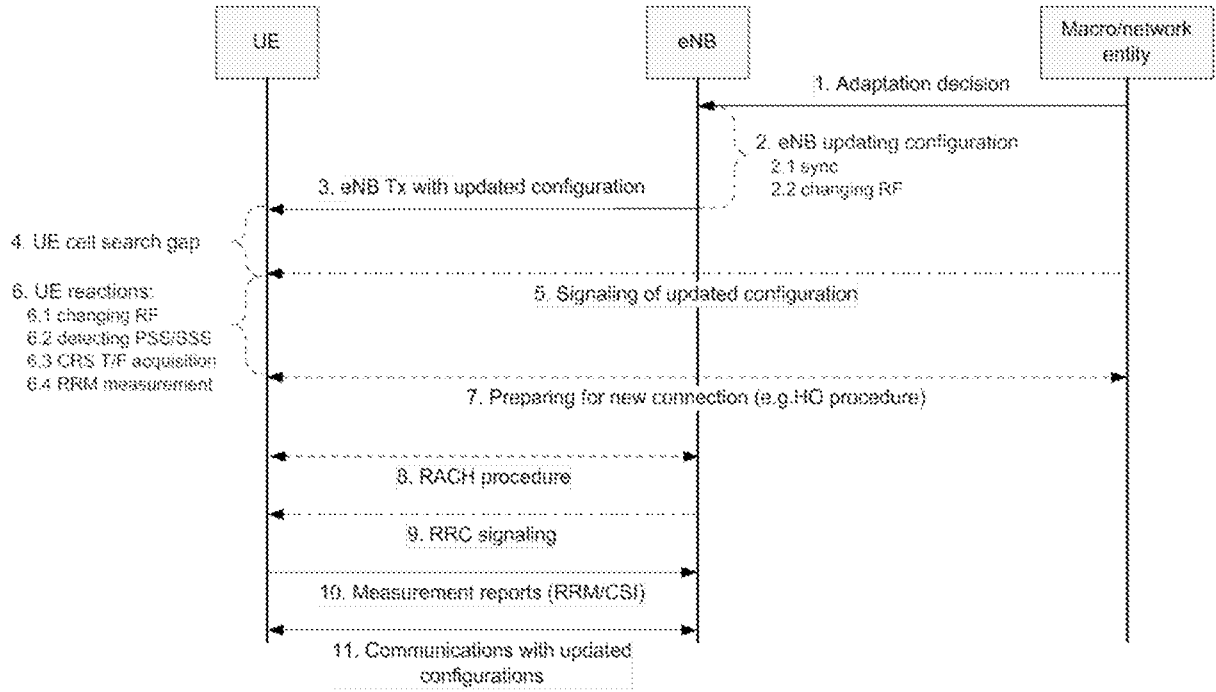 UE
eNB
Macro/network
entity
1. Adaptation decision
2. eNB updating configuration
2.1 sync
2.2 changing RF
3. eNB Tx with updated configuration
4. UE cell search gap
5. Signaling of updated configuration
6. UE reactions:
6.1 changing RF
6.2 detecting PSS/SSS
6.3 CRS T/F acquisition
6.4 RRM measurement
7. Preparing for new connection (e.g.HO procedure)
8. RACH procedure
9. RRC signaling
10. Measurement reports (RRM/CSI)
11. Communications with updated
configurations